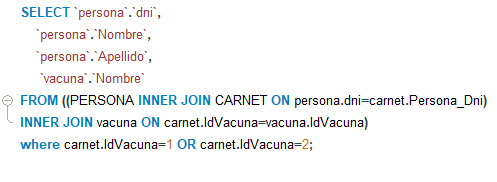 SELECT `persona`.`dni`,
`persona`.`Nombre`,
`persona`.`Apellido`,
`vacuna`.`Nombre`
FROM ((PERSONA INNER JOIN CARNET ON persona.dni=carnet.Persona_Dni)
INNER JOIN vacuna ON carnet.IdVacuna=vacuna.IdVacuna)
where carnet.IdVacuna=1 OR carnet.IdVacuna=2;